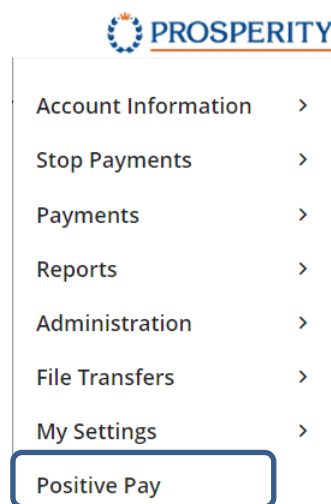 PROSPERITY
Account Information
Stop Payments
Payments
Reports
Administration
File Transfers
My Settings
Positive Pay